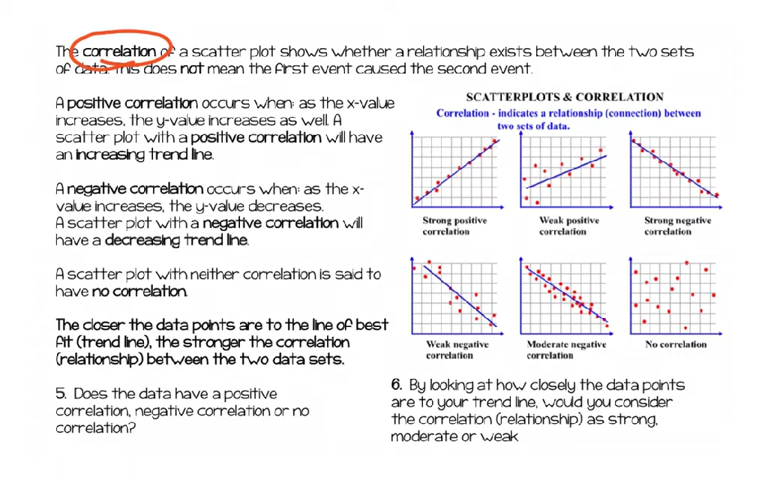 The correlation of a scatter plot shows whether a relationship exists between the two sets
of data. This does not mean the first event caused the second event.
A positive correlation occurs when: as the x-value
increases, the y-value increases as well. A
scatter plot with a positive correlation will have
an increasing trend line.
A negative correlation occurs when: as the x-
value increases, the y-value decreases.
A scatter plot with a negative correlation will
have a decreasing trend line.
A scatter plot with neither correlation is said to
have no correlation.
The closer the data points are to the line of best
fit (trend line), the stronger the correlation
(relationship) between the two data sets.
5. Does the data have a positive
correlation, negative correlation or no
correlation?
SCATTERPLOTS & CORRELATION
Correlation - indicates a relationship (connection) between
two sets of data.
Strong positive
correlation
Weak positive
correlation
Strong negative
correlation
Weak negative
correlation
Moderate negative
correlation
No correlation
6. By looking at how closely the data points
are to your trend line, would you consider
the correlation (relationship) as strong,
moderate or weak